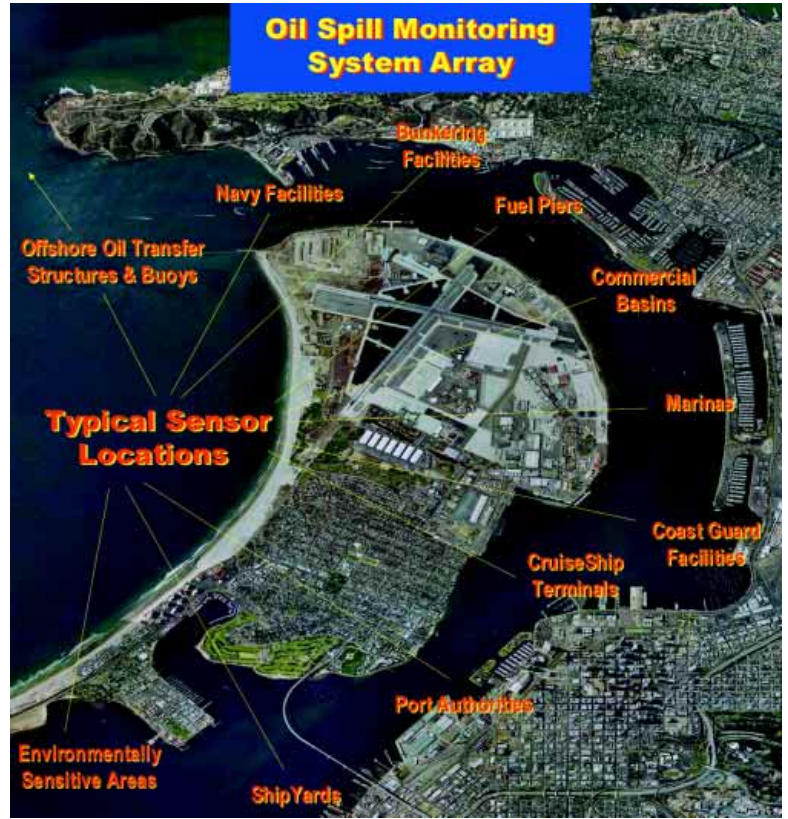 Oil Spill Monitoring
System Array
Bunkering
Facilities
Navy Facilities
Fuel Piers
Offshore Oil Transfer
Structures & Buoys
Commercial
Basins
Marinas
Typical Sensor
Locations
Coast Guard
Facilities
CruiseShip
Terminals
Port Authorities
Environmentally
Sensitive Areas
ShipYards